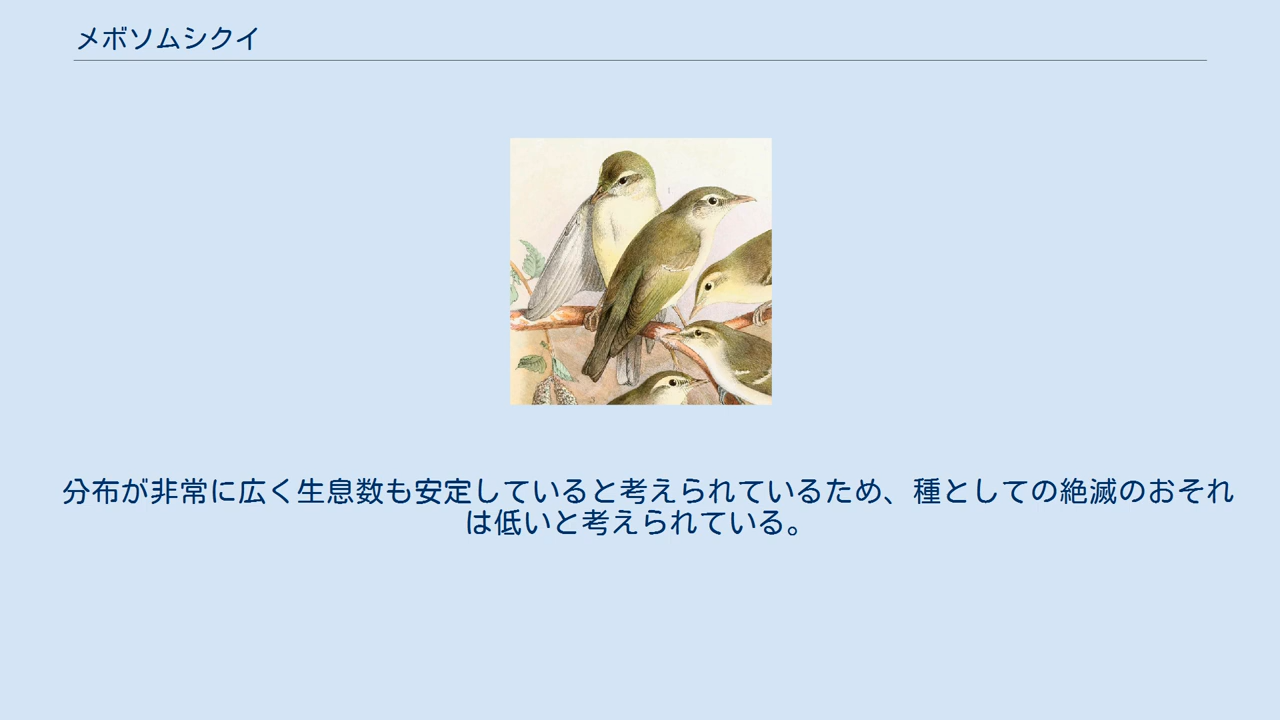 メボソムシクイ
分布が非常に広く生息数も安定していると考えられているため、種としての絶滅のおそれ
は低いと考えられている。